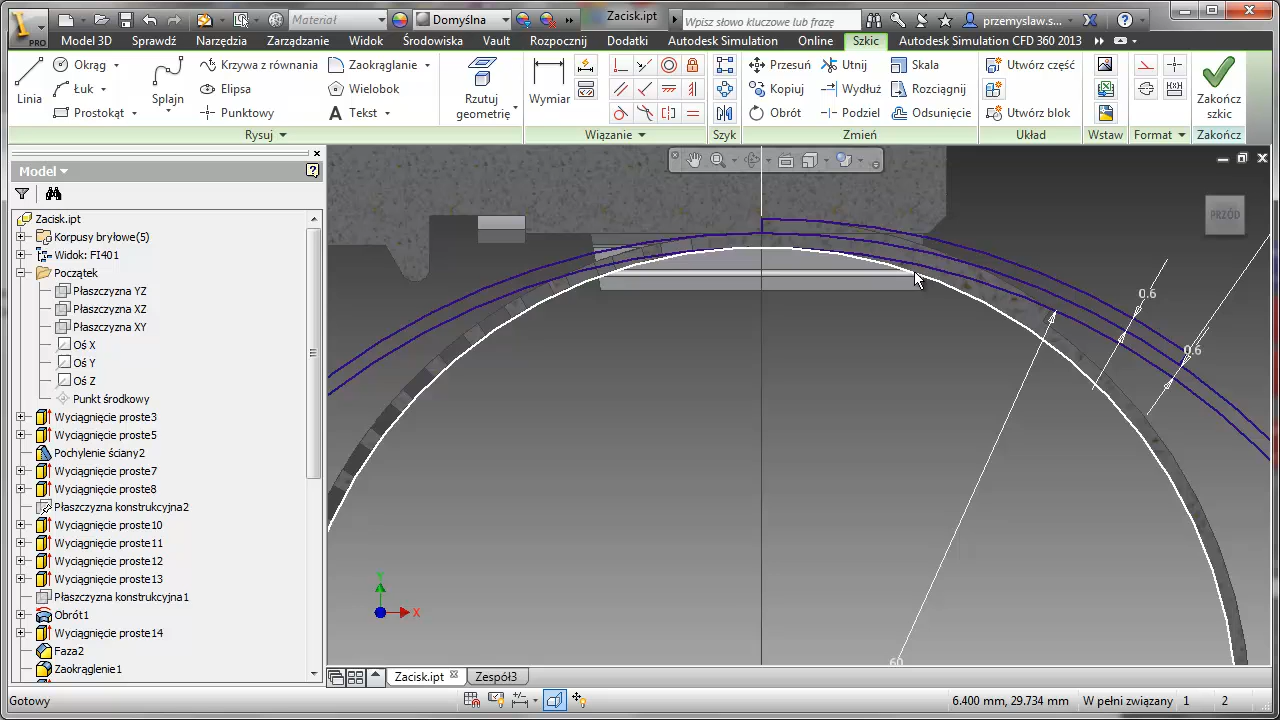 PRO
Materiał
Domyślna
Zacisk.ipt
Wpisz słowo kluczowe lub frazę
przemyslaw.s...
Model 3D Sprawdź Narzędzia Zarządzanie Widok Środowiska Vault Rozpocznij Dodatki Autodesk Simulation Online Szkic Autodesk Simulation CFD 360 2013
Linia
Okrąg
Łuk
Prostokąt
Splajn
Krzywa z równania
Elipsa
Punktowy
Zaokrąglanie
Wielobok
Tekst
Rzutuj geometrię
Wymiar
Przesuń
Kopiuj
Obrót
Utnij
Wydłuż
Podziel
Skala
Rozciągnij
Odsunięcie
Utwórz część
Utwórz blok
Zakończ szkic
Rysuj
Wiązanie
Szyk
Zmień
Układ
Wstaw
Format
Zakończ
Model
Zacisk.ipt
Korpusy bryłowe(5)
Widok: FI401
Początek
Płaszczyzna YZ
Płaszczyzna XZ
Płaszczyzna XY
Oś X
Oś Y
Oś Z
Punkt środkowy
Wyciągnięcie proste3
Wyciągnięcie proste5
Pochylenie ściany2
Wyciągnięcie proste7
Wyciągnięcie proste8
Płaszczyzna konstrukcyjna2
Wyciągnięcie proste10
Wyciągnięcie proste11
Wyciągnięcie proste12
Wyciągnięcie proste13
Płaszczyzna konstrukcyjna1
Obrót1
Wyciągnięcie proste14
Faza2
Zaokrąglenie1
PRZÓD
0.6
0.6
60
Y
X
Zacisk.ipt
Zespół3
Gotowy
6.400 mm, 29.734 mm
W pełni związany
1
2